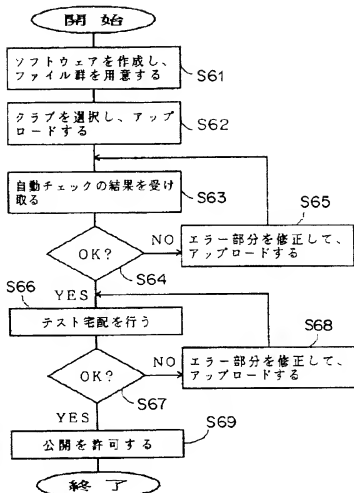 開始
ソフトウェアを作成し、
ファイル群を用意する
S61
クラブを選択し、アップ
ロードする
S62
自動チェックの結果を受け
取る
S63
OK?
S64
NO
エラー部分を修正して、
アップロードする
S65
YES
S66
テスト宅配を行う
OK?
S67
NO
エラー部分を修正して、
アップロードする
S68
YES
公開を許可する
S69
終了